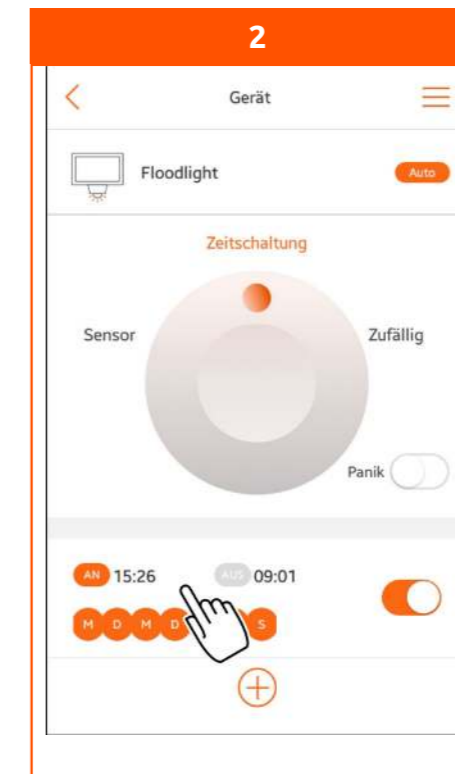 2
Gerät
Floodlight Auto
Zeitschaltung
Sensor Zufällig
Panik
AN 15:26 AUS 09:01
M D M D S